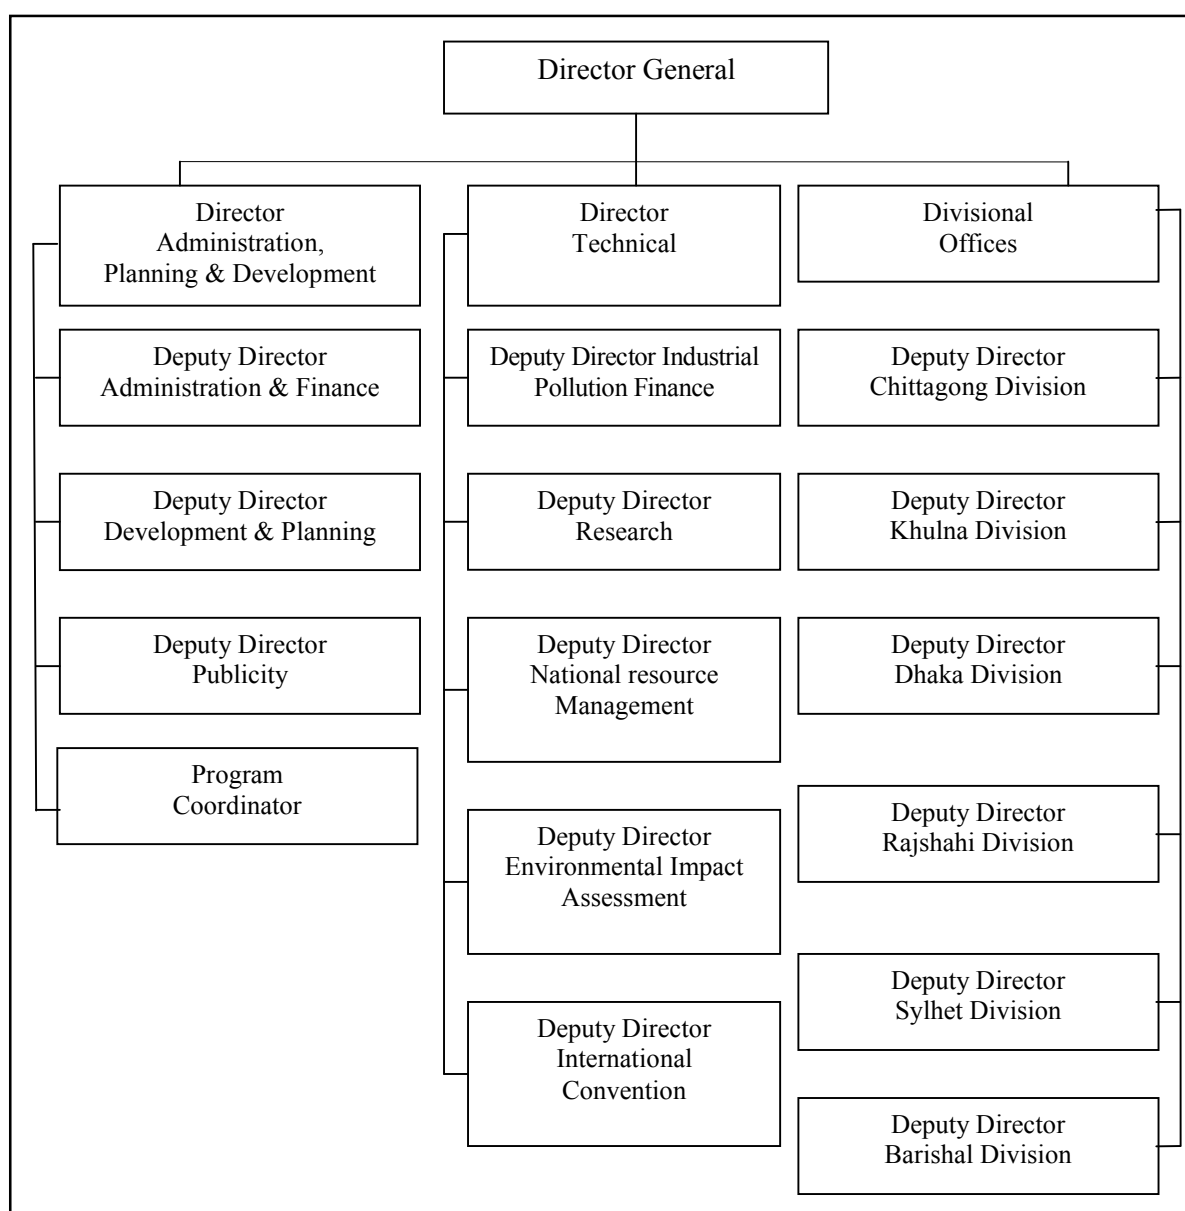 Director General
Director
Administration,
Planning & Development
Deputy Director
Administration & Finance
Deputy Director
Development & Planning
Deputy Director
Publicity
Program
Coordinator
Director
Technical
Deputy Director Industrial
Pollution Finance
Deputy Director
Research
Deputy Director
National resource
Management
Deputy Director
Environmental Impact
Assessment
Deputy Director
International
Convention
Divisional
Offices
Deputy Director
Chittagong Division
Deputy Director
Khulna Division
Deputy Director
Dhaka Division
Deputy Director
Rajshahi Division
Deputy Director
Sylhet Division
Deputy Director
Barishal Division